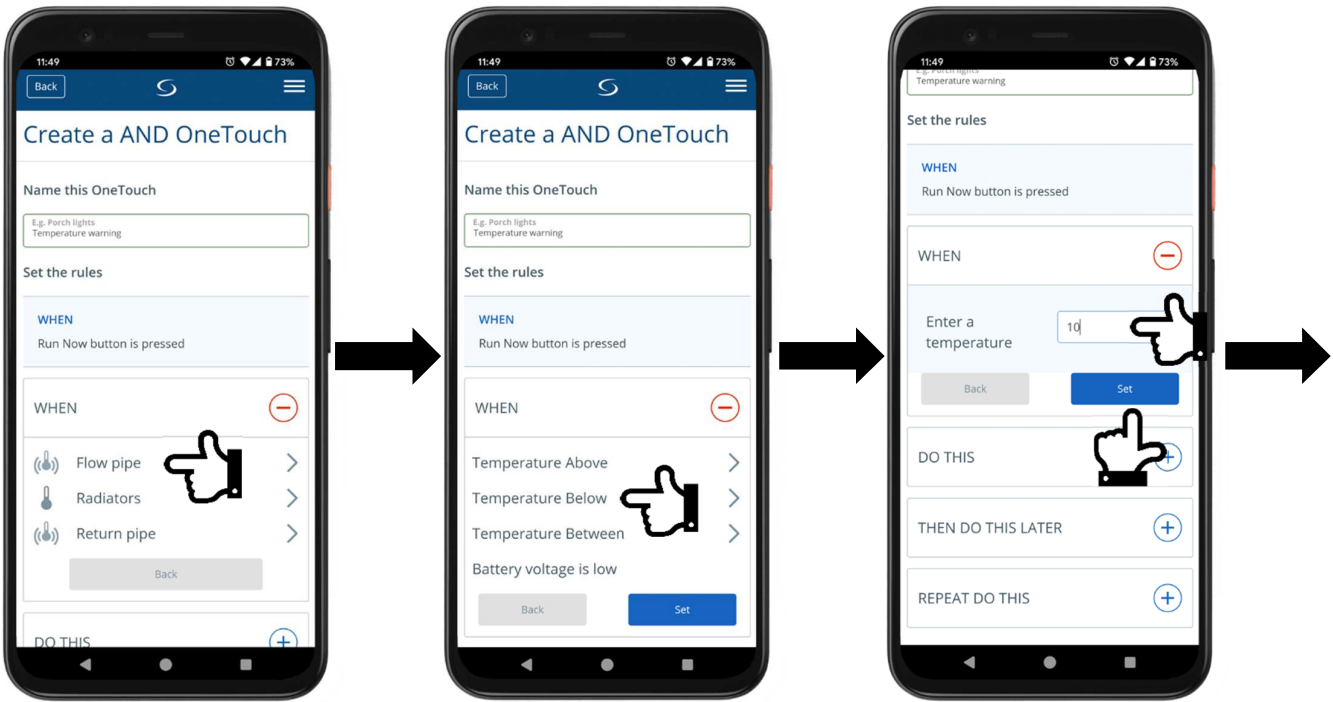 11:49
73%
Back
Create a AND OneTouch
Name this OneTouch
E.g. Porch lights
Temperature warning
Set the rules
WHEN
Run Now button is pressed
WHEN
Flow pipe
Radiators
Return pipe
Back
DO THIS
11:49
73%
Back
Create a AND OneTouch
Name this OneTouch
E.g. Porch lights
Temperature warning
Set the rules
WHEN
Run Now button is pressed
WHEN
Temperature Above
Temperature Below
Temperature Between
Battery voltage is low
Back Set
11:49
73%
E.g. Porch lights
Temperature warning
Set the rules
WHEN
Run Now button is pressed
WHEN
Enter a
temperature
10
Back Set
DO THIS
THEN DO THIS LATER
REPEAT DO THIS